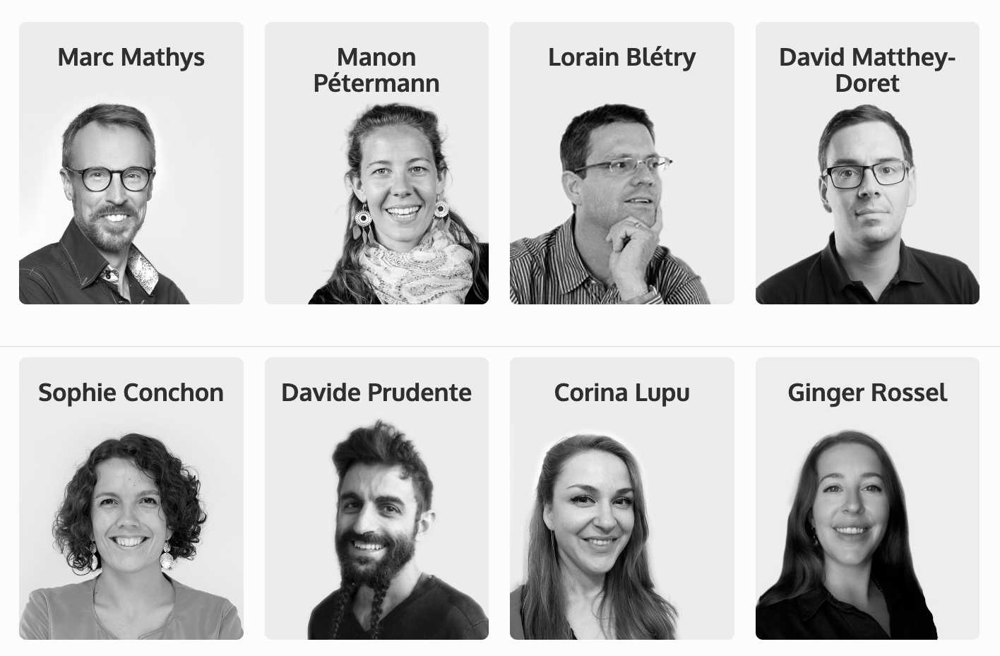 Marc Mathys
Manon
Pétermann
Lorain Blétry
David Matthey-
Doret
Sophie Conchon
Davide Prudente
Corina Lupu
Ginger Rossel